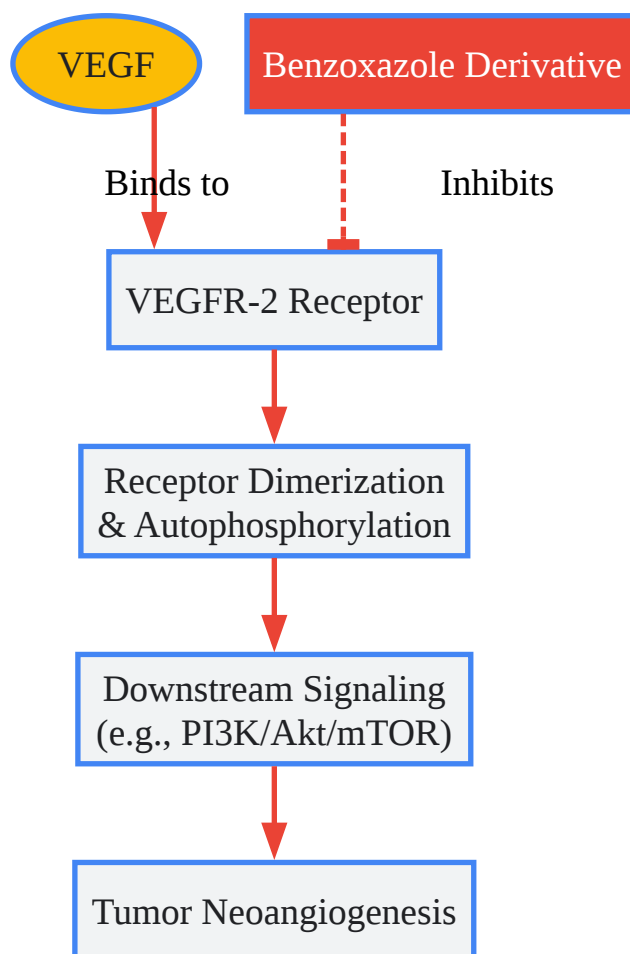 VEGF
Benzoxazole Derivative
Binds to
Inhibits
VEGFR-2 Receptor
Receptor Dimerization
& Autophosphorylation
Downstream Signaling
(e.g., PI3K/Akt/mTOR)
Tumor Neoangiogenesis